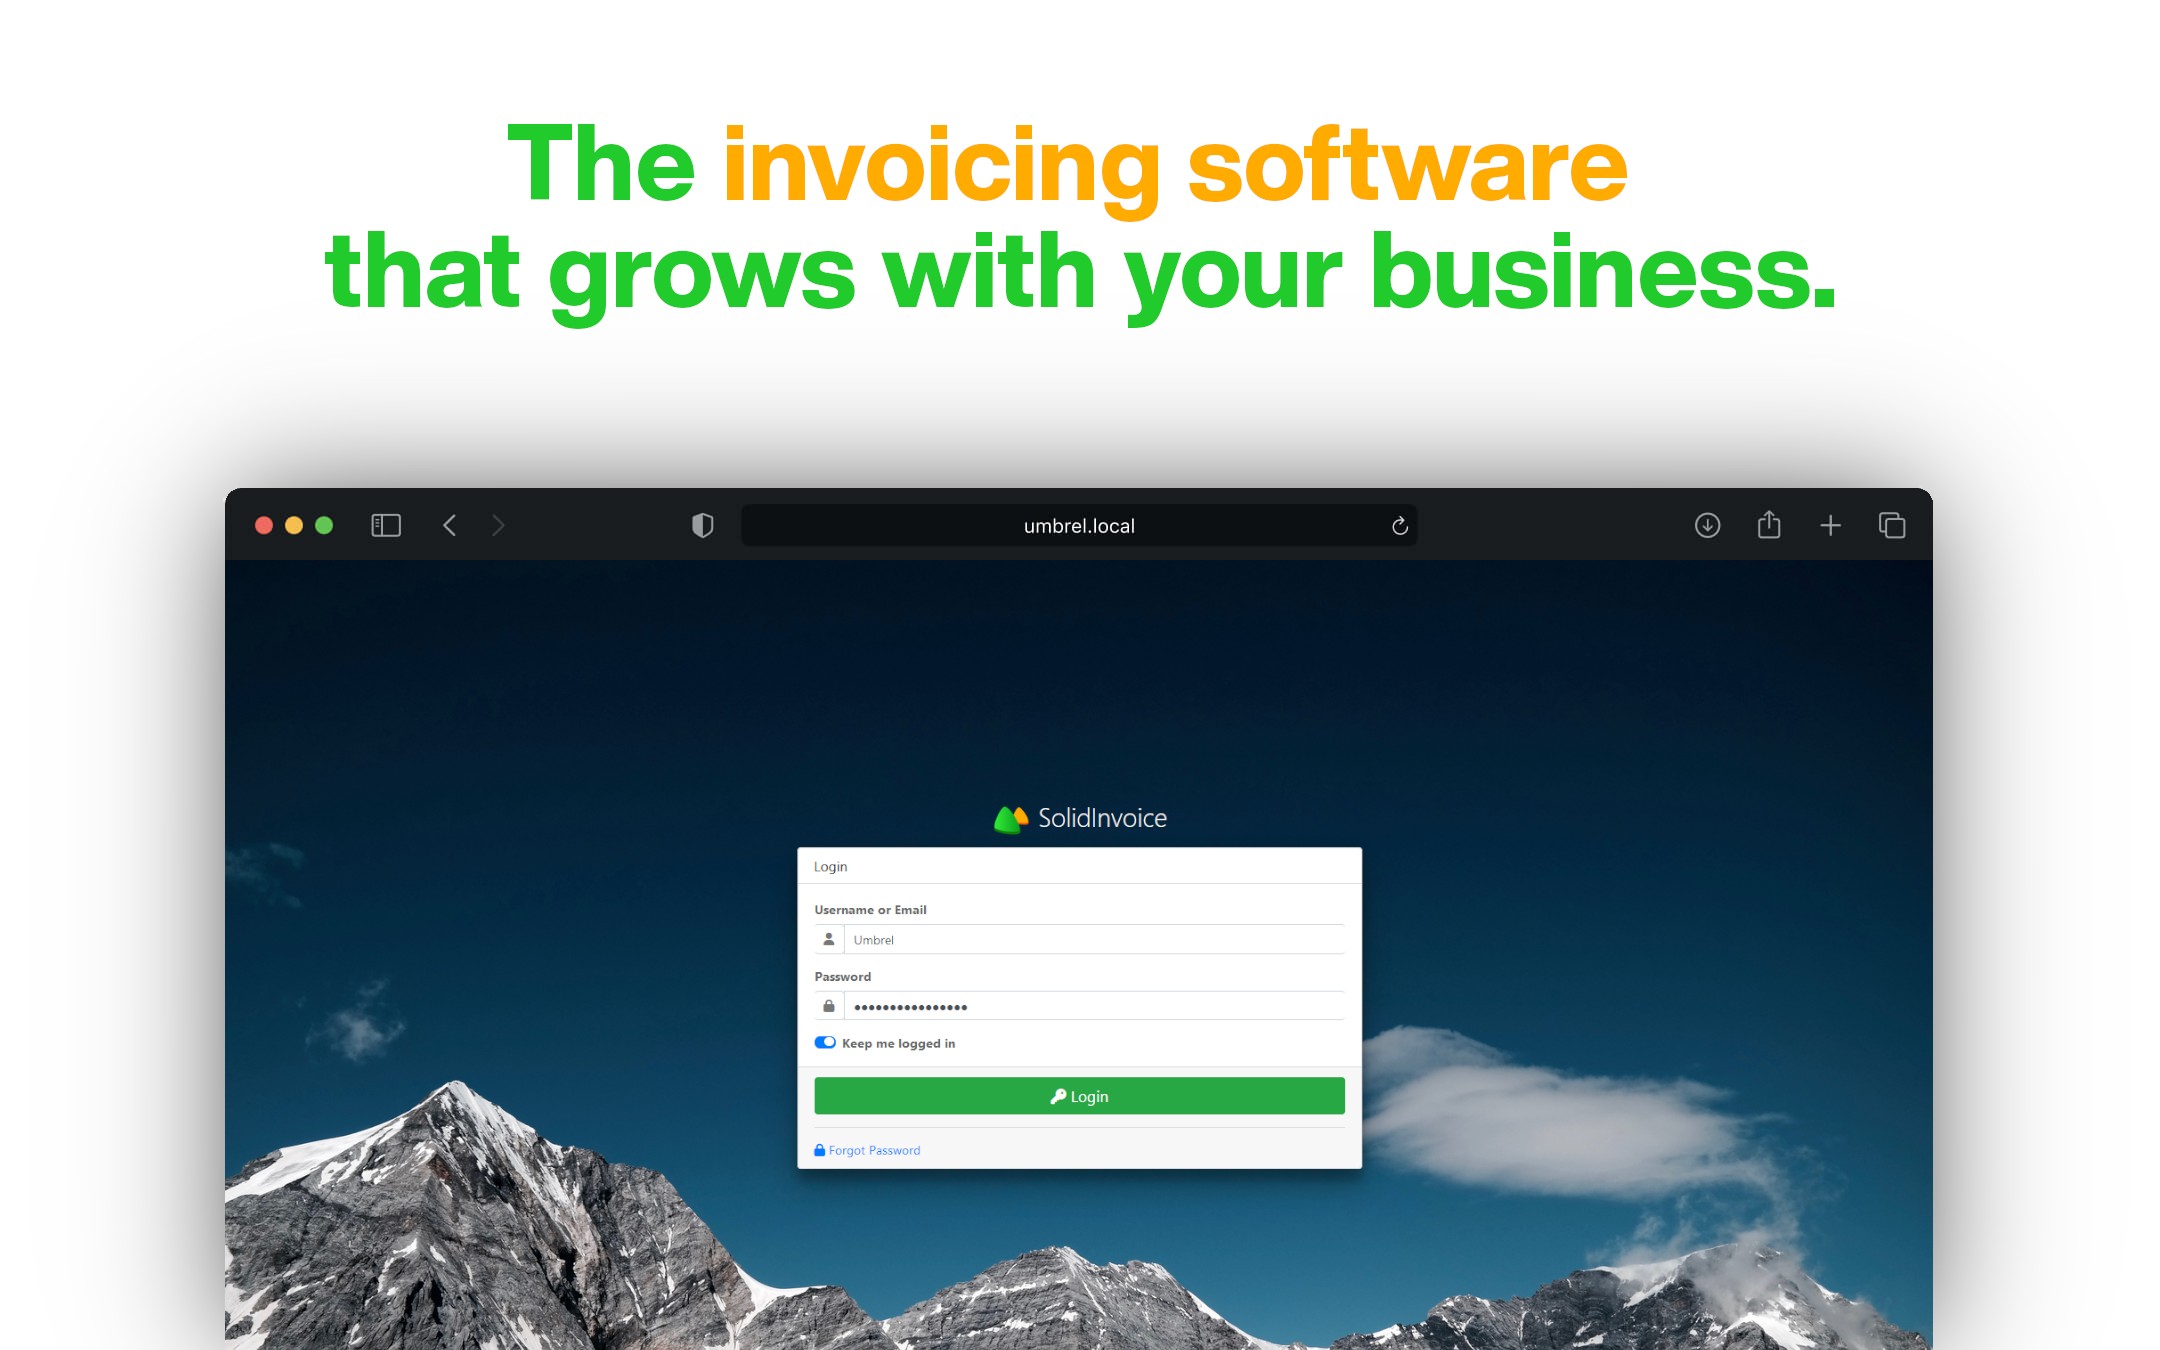 The invoicing software
that grows with your business.
umbrel.local
SolidInvoice
Login
Username or Email
Umbrel
Password
••••••••••••••••
Keep me logged in
Login
Forgot Password